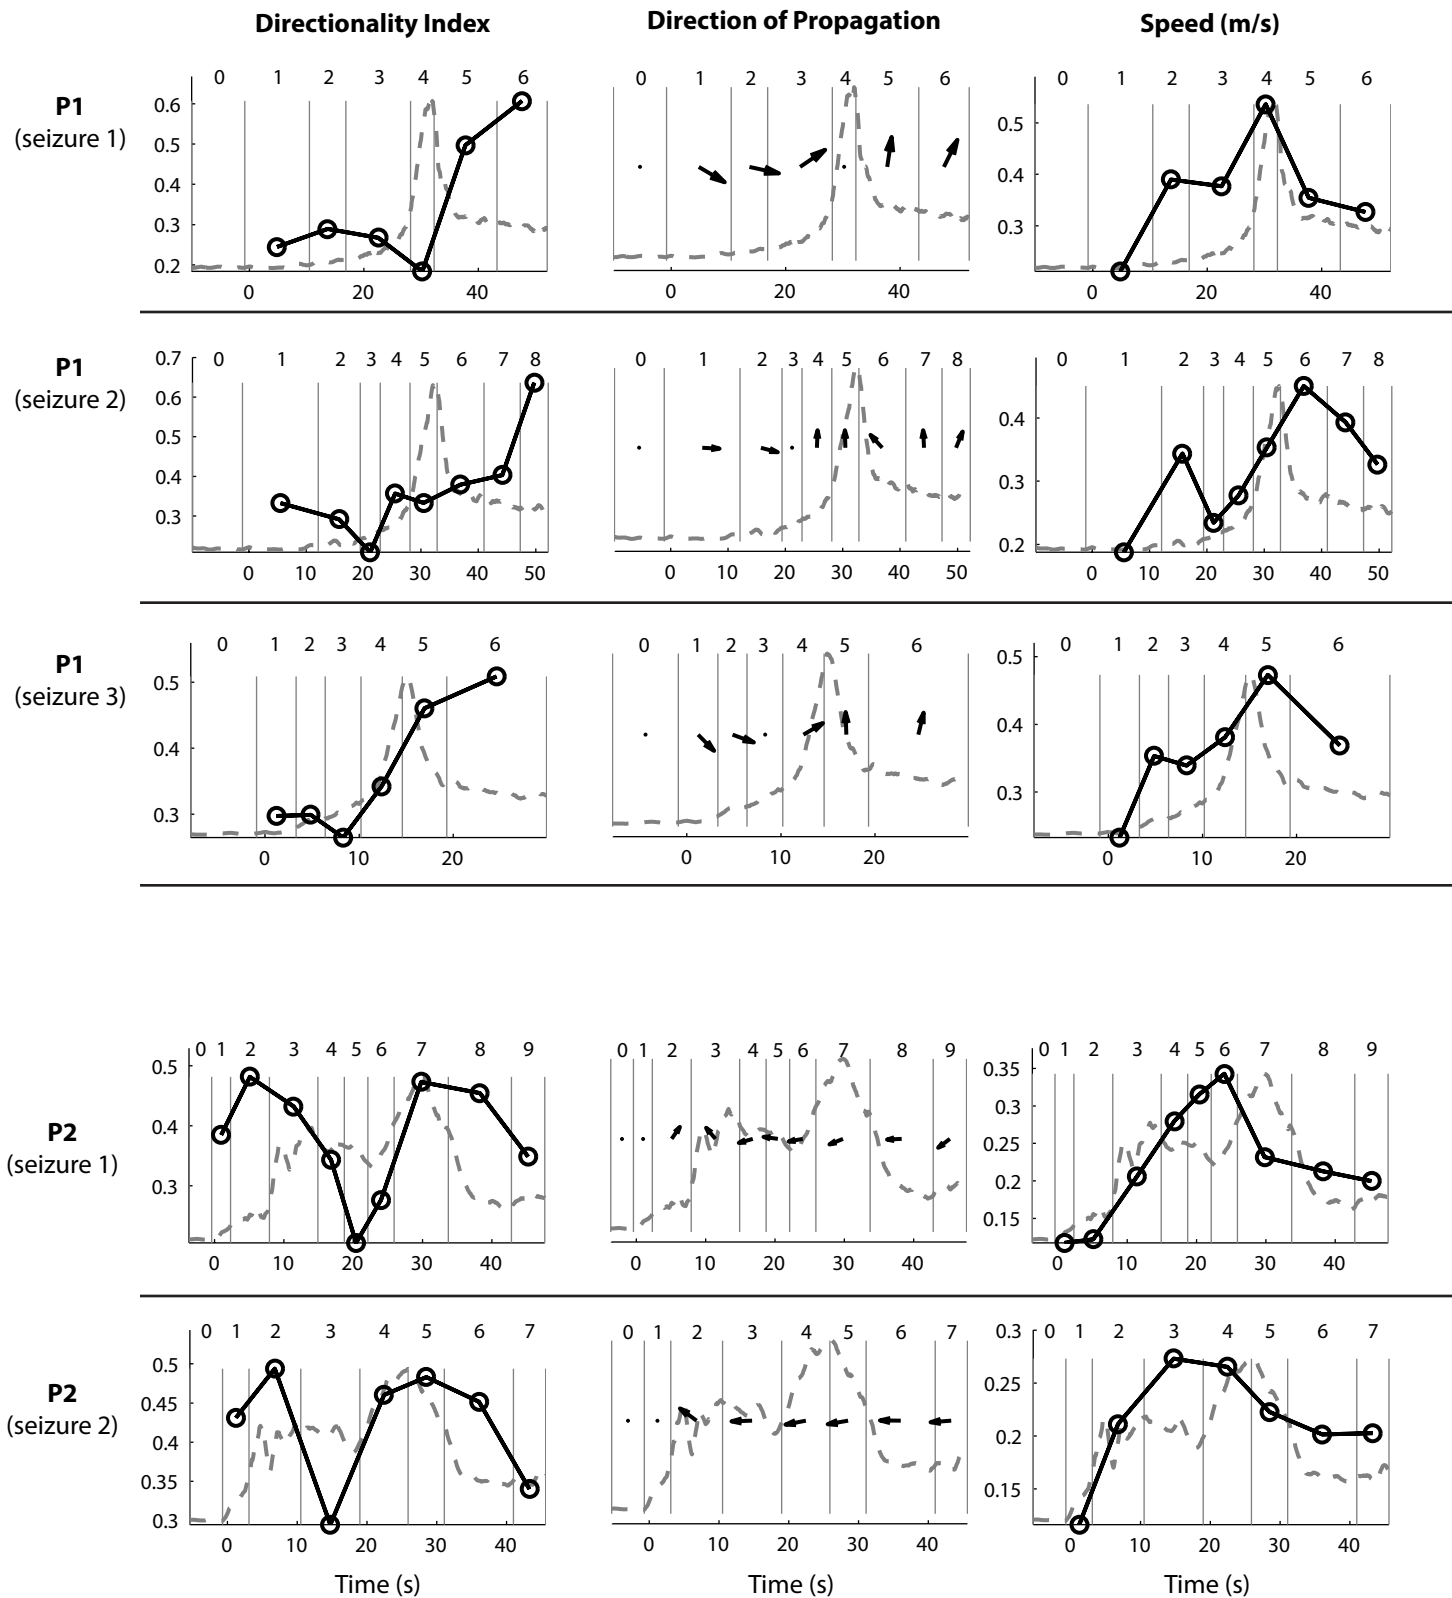 Directionality Index Direction of Propagation Speed (m/s)
P1
(seizure 1)
0 1 2 3 4 5 6
0.6
0.5
0.4
0.3
0.2
0 20 40
0 1 2 3 4 5 6
0 20 40
0 1 2 3 4 5 6
0.5
0.4
0.3
0 20 40
P1
(seizure 2)
0 1 2 3 4 5 6 7 8
0.7
0.6
0.5
0.4
0.3
0 10 20 30 40 50
0 1 2 3 4 5 6 7 8
0 10 20 30 40 50
0 1 2 3 4 5 6 7 8
0.4
0.3
0.2
0 10 20 30 40 50
P1
(seizure 3)
0 1 2 3 4 5 6
0.5
0.4
0.3
0 10 20
0 1 2 3 4 5 6
0 10 20
0 1 2 3 4 5 6
0.5
0.4
0.3
0 10 20
P2
(seizure 1)
0 1 2 3 4 5 6 7 8 9
0.5
0.4
0.3
0 10 20 30 40
0 1 2 3 4 5 6 7 8 9
0 10 20 30 40
0 1 2 3 4 5 6 7 8 9
0.35
0.3
0.25
0.2
0.15
0 10 20 30 40
P2
(seizure 2)
0 1 2 3 4 5 6 7
0.5
0.45
0.4
0.35
0.3
0 10 20 30 40
0 1 2 3 4 5 6 7
0 10 20 30 40
0 1 2 3 4 5 6 7
0.3
0.25
0.2
0.15
0 10 20 30 40
Time (s) Time (s) Time (s)